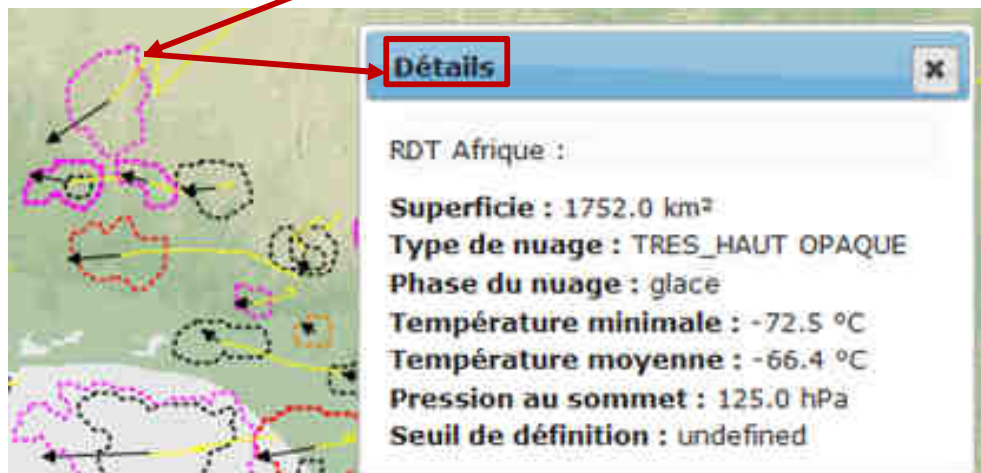 Détails
RDT Afrique :
Superficie : 1752.0 km²
Type de nuage : TRES_HAUT OPAQUE
Phase du nuage : glace
Température minimale : -72.5 °C
Température moyenne : -66.4 °C
Pression au sommet : 125.0 hPa
Seuil de définition : undefined